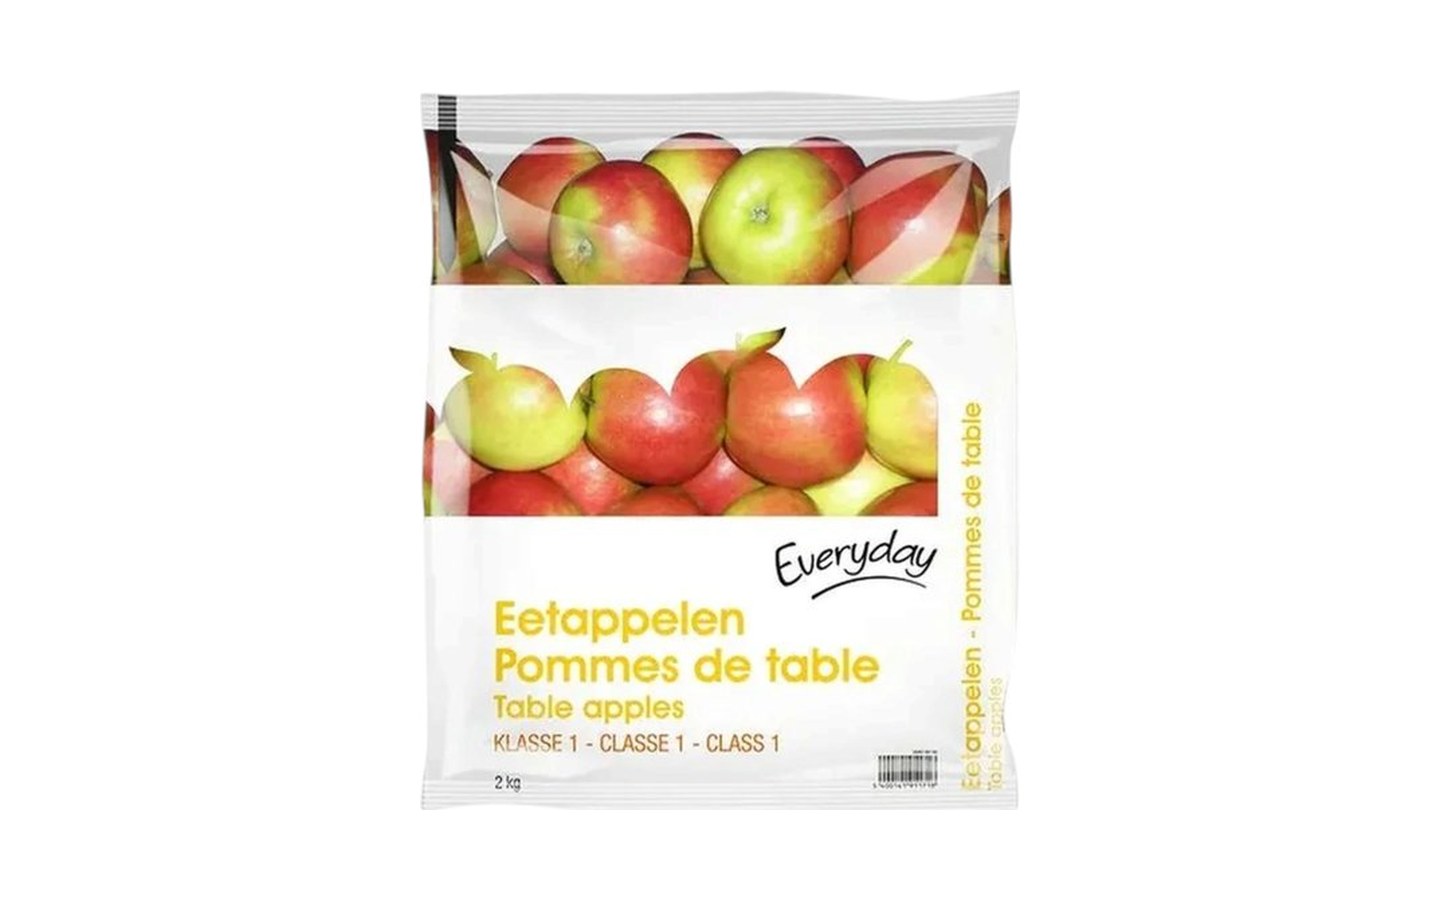 Everyday
Eetappelen
Pommes de table
Table apples
KLASSE 1 - CLASSE 1 - CLASS 1
2 kg
Eetappelen - Pommes de table
Table apples